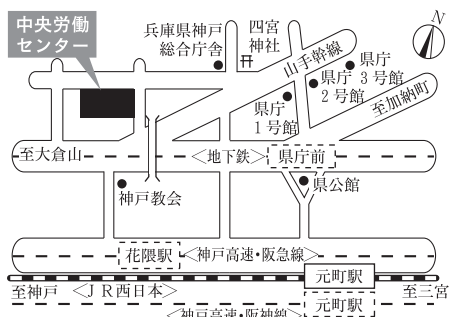 中央労働
センター
兵庫県神戸
総合庁舎
四宮
神社
山手幹線
県庁
3号館
県庁
2号館
県庁
1号館
至加納町
N
至大倉山
〈地下鉄〉
県庁前
神戸教会
県公館
花隈駅
〈神戸高速・阪急線〉
元町駅
至神戸
〈JR西日本〉
至三宮
〈神戸高速・阪神線〉
元町駅